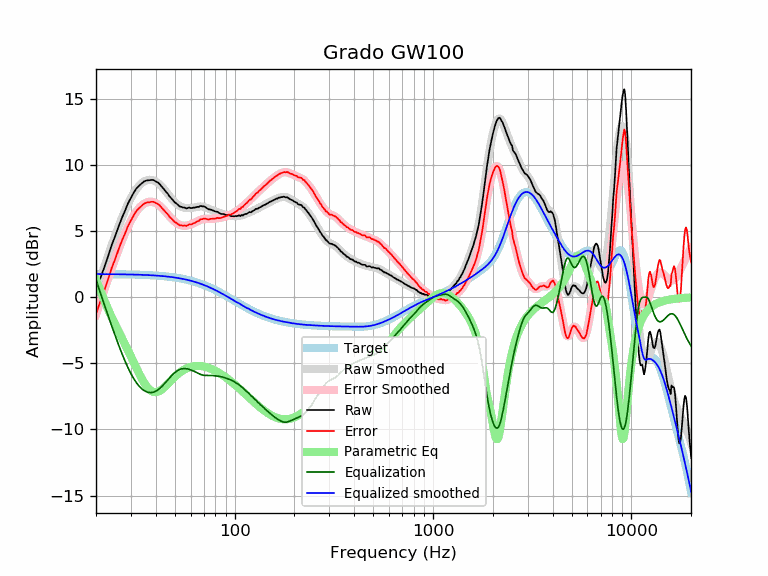 Grado GW100
15
10
5
0
−5
−10
−15
Amplitude (dBr)
Target
Raw Smoothed
Error Smoothed
Raw
Error
Parametric Eq
Equalization
Equalized smoothed
100
1000
10000
Frequency (Hz)